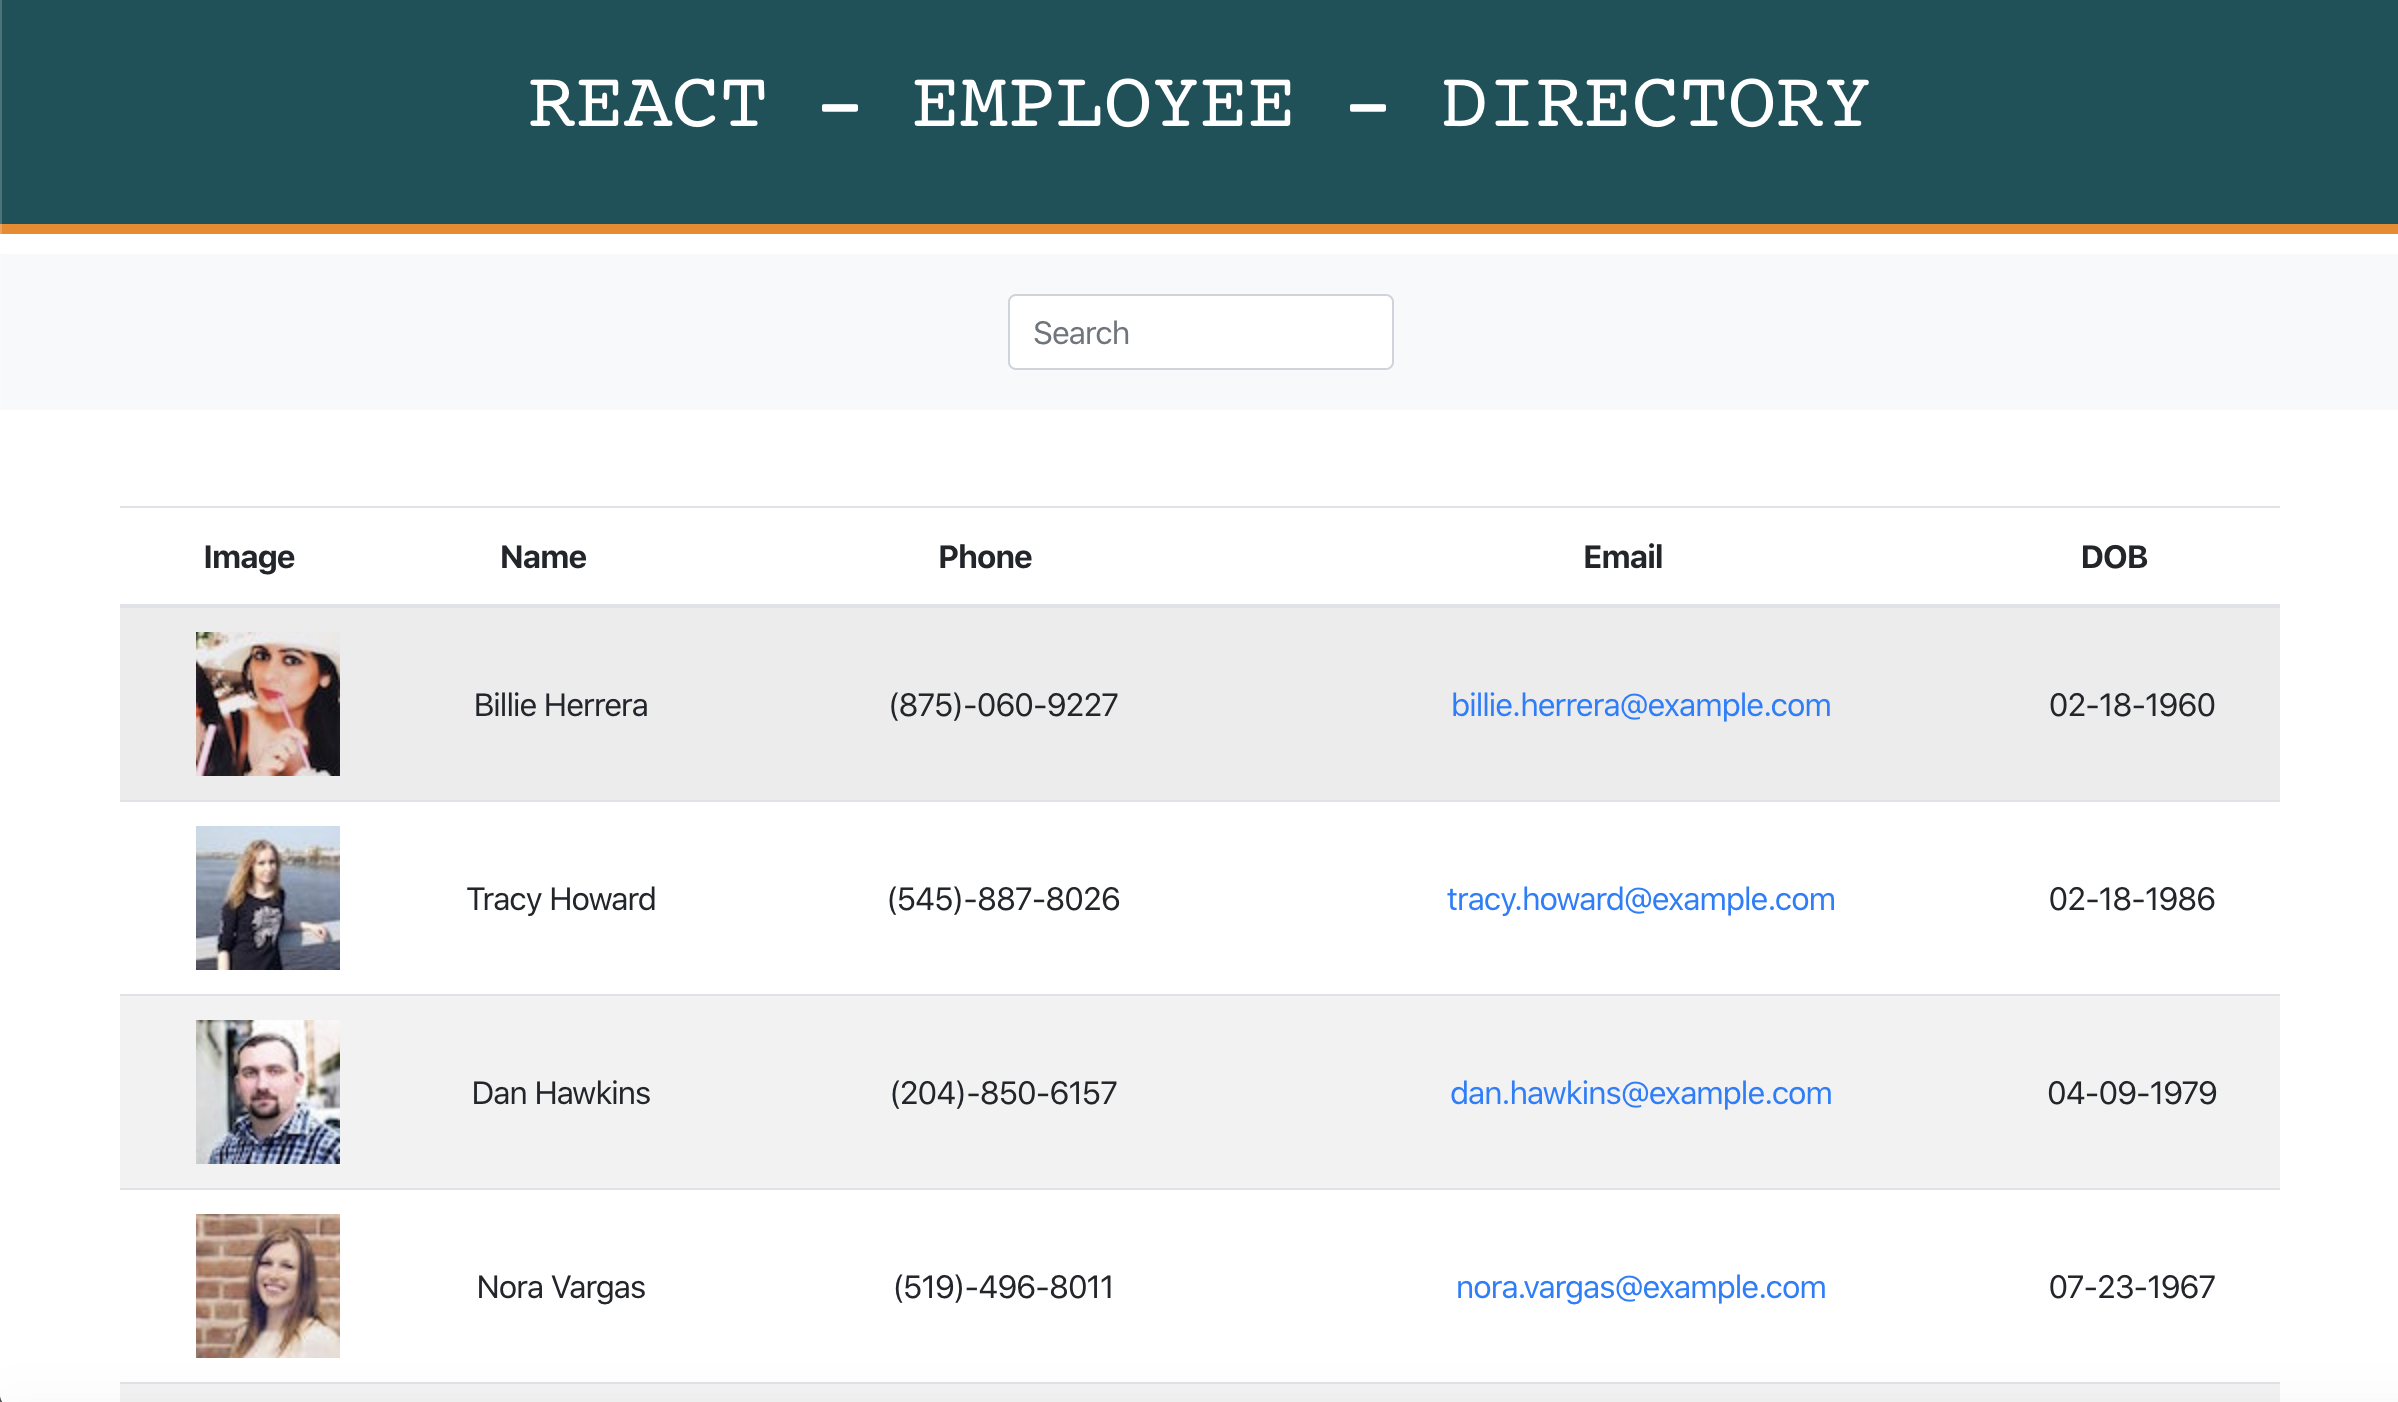 REACT - EMPLOYEE - DIRECTORY
Search
Image Name Phone Email DOB
Billie Herrera (875)-060-9227 billie.herrera@example.com 02-18-1960
Tracy Howard (545)-887-8026 tracy.howard@example.com 02-18-1986
Dan Hawkins (204)-850-6157 dan.hawkins@example.com 04-09-1979
Nora Vargas (519)-496-8011 nora.vargas@example.com 07-23-1967